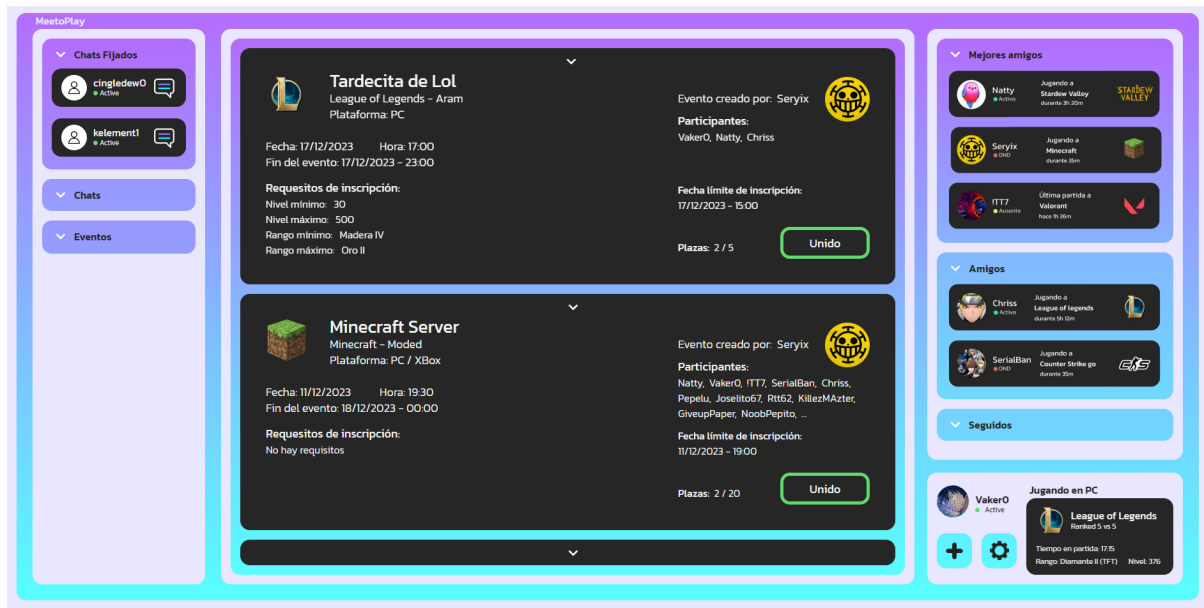 MeetoPlay
Chats Fijados
cingledew0
Active
kelement1
Active
Chats
Eventos
Tardecita de Lol
League of Legends - Aram
Plataforma: PC
Fecha: 17/12/2023 Hora: 17:00
Fin del evento: 17/12/2023 - 23:00
Requesitos de inscripción:
Nivel mínimo: 30
Nivel máximo: 500
Rango mínimo: Madera IV
Rango máximo: Oro II
Evento creado por: Seryix
Participantes:
Vaker0, Natty, Chriss
Fecha límite de inscripción:
17/12/2023 - 15:00
Plazas: 2 / 5
Unido
Minecraft Server
Minecraft - Moded
Plataforma: PC / XBox
Fecha: 11/12/2023 Hora: 19:30
Fin del evento: 18/12/2023 - 00:00
Requesitos de inscripción:
No hay requisitos
Evento creado por: Seryix
Participantes:
Natty, Vaker0, !TT7, SerialBan, Chriss,
Pepelu, Joselito67, Rtt62, KillezMAzter,
GiveupPaper, NoobPepito, ...
Fecha límite de inscripción:
11/12/2023 - 19:00
Plazas: 2 / 20
Unido
Mejores amigos
Natty
Activo
Jugando a
Stardew Valley
durante 3h 20m
STARDEW
VALLEY
Seryix
DND
Jugando a
Minecraft
durante 35m
!TT7
Ausente
Última partida a
Valorant
hace 1h 26m
Amigos
Chriss
Activo
Jugando a
League of legends
durante 5h 12m
SerialBan
DND
Jugando a
Counter Strike go
durante 35m
Seguidos
Vaker0
Active
Jugando en PC
League of Legends
Ranked 5 vs 5
Tiempo en partida: 17:15
Rango: Diamante II (TFT) Nivel: 376